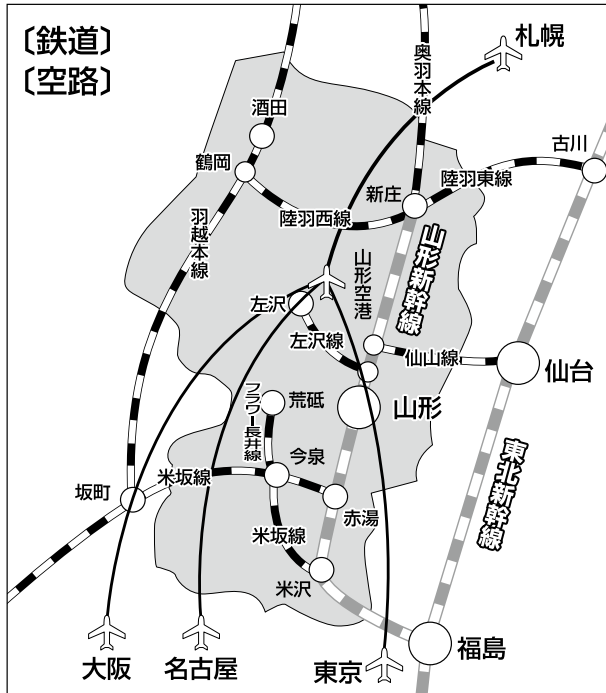 〔鉄道〕
〔空路〕
札幌
奥羽本線
酒田
古川
鶴岡
陸羽東線
新庄
陸羽西線
羽越本線
山形新幹線
山形空港
左沢
左沢線
仙山線
仙台
荒砥
山形
フラワー長井線
今泉
東北新幹線
坂町
米坂線
赤湯
米坂線
米沢
福島
大阪
名古屋
東京